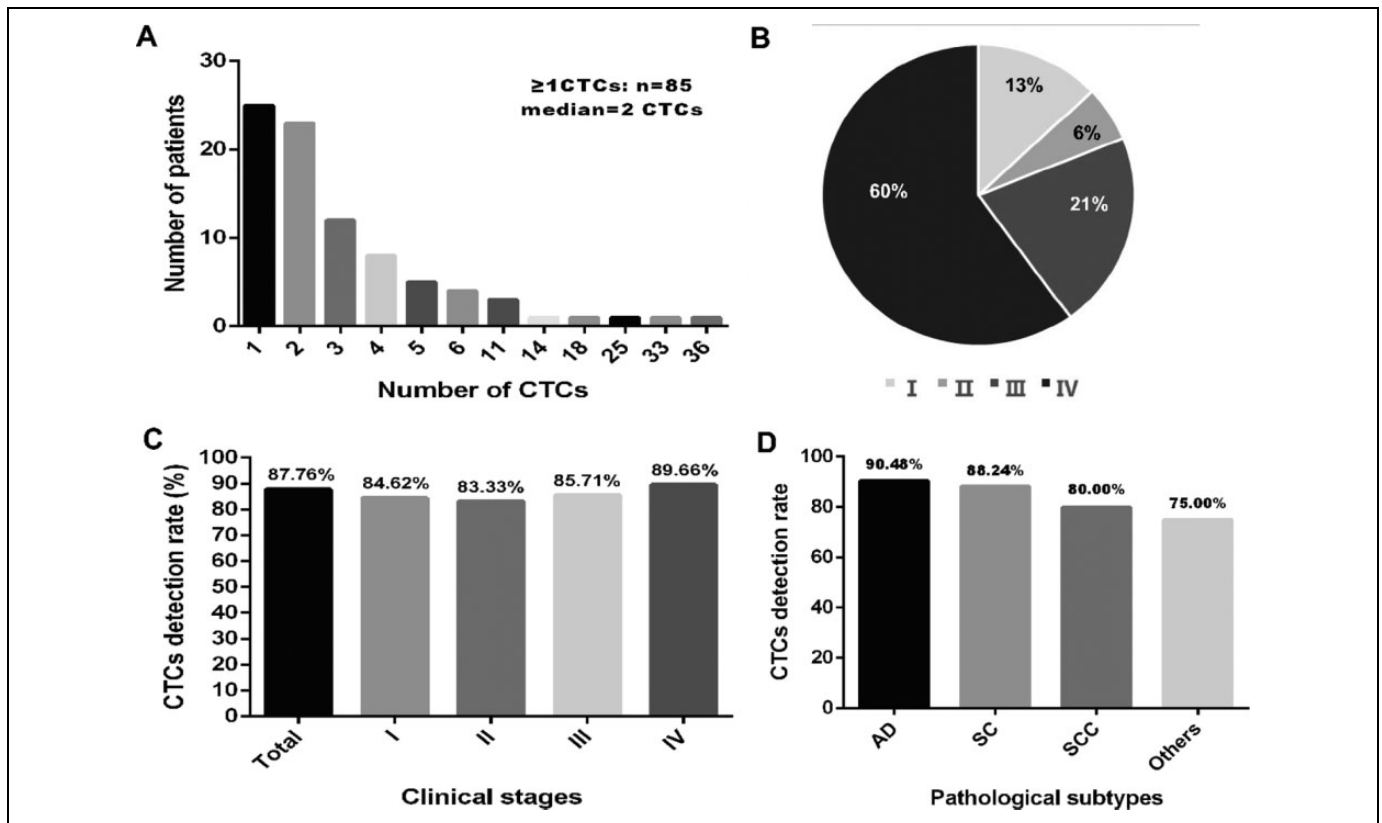 A
30
20
10
0
Number of patients
≥1CTCs: n=85
median=2 CTCs
1 2 3 4 5 6 11 14 18 25 33 36
Number of CTCs
B
13%
6%
21%
60%
I II III IV
C
100
90
80
70
60
50
40
30
20
10
0
CTCs detection rate (%)
87.76% 84.62% 83.33% 85.71% 89.66%
Total I II III IV
Clinical stages
D
100
80
60
40
20
0
CTCs detection rate
90.48% 88.24% 80.00% 75.00%
AD SC SCC Others
Pathological subtypes